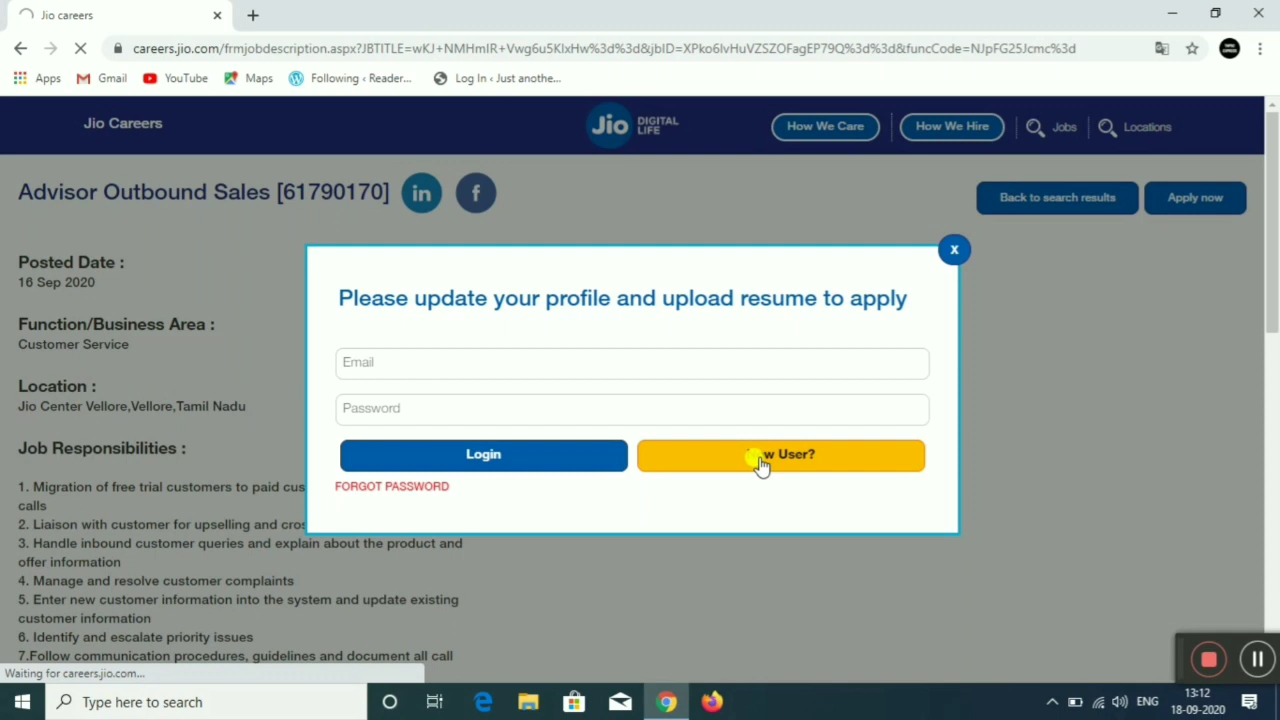 Jio careers
careers.jio.com/frmjobdescription.aspx?JBTITLE=wKJ+NMHmIR+Vwg6u5KlxHw%3d%3d&jbID=XPko6lvHuVZSZOFagEP79Q%3d%3d&funcCode=NJpFG25Jcmc%3d
Apps
Gmail
YouTube
Maps
Following ‹ Reader...
Log In ‹ Just anothe...
Jio Careers
Jio DIGITAL LIFE
How We Care
How We Hire
Jobs
Locations
Advisor Outbound Sales [61790170]
in
f
Back to search results
Apply now
x
Posted Date :
16 Sep 2020
Please update your profile and upload resume to apply
Function/Business Area :
Customer Service
Email
Location :
Jio Center Vellore,Vellore,Tamil Nadu
Password
Job Responsibilities :
Login
User?
FORGOT PASSWORD
1. Migration of free trial customers to paid
calls
2. Liaison with customer for upselling and
3. Handle inbound customer queries and explain about the product and
offer information
4. Manage and resolve customer complaints
5. Enter new customer information into the system and update existing
customer information
6. Identify and escalate priority issues
7.Follow communication procedures, guidelines and document all call
Waiting for careers.jio.com...
Type here to search
ENG
13:12
18-09-2020